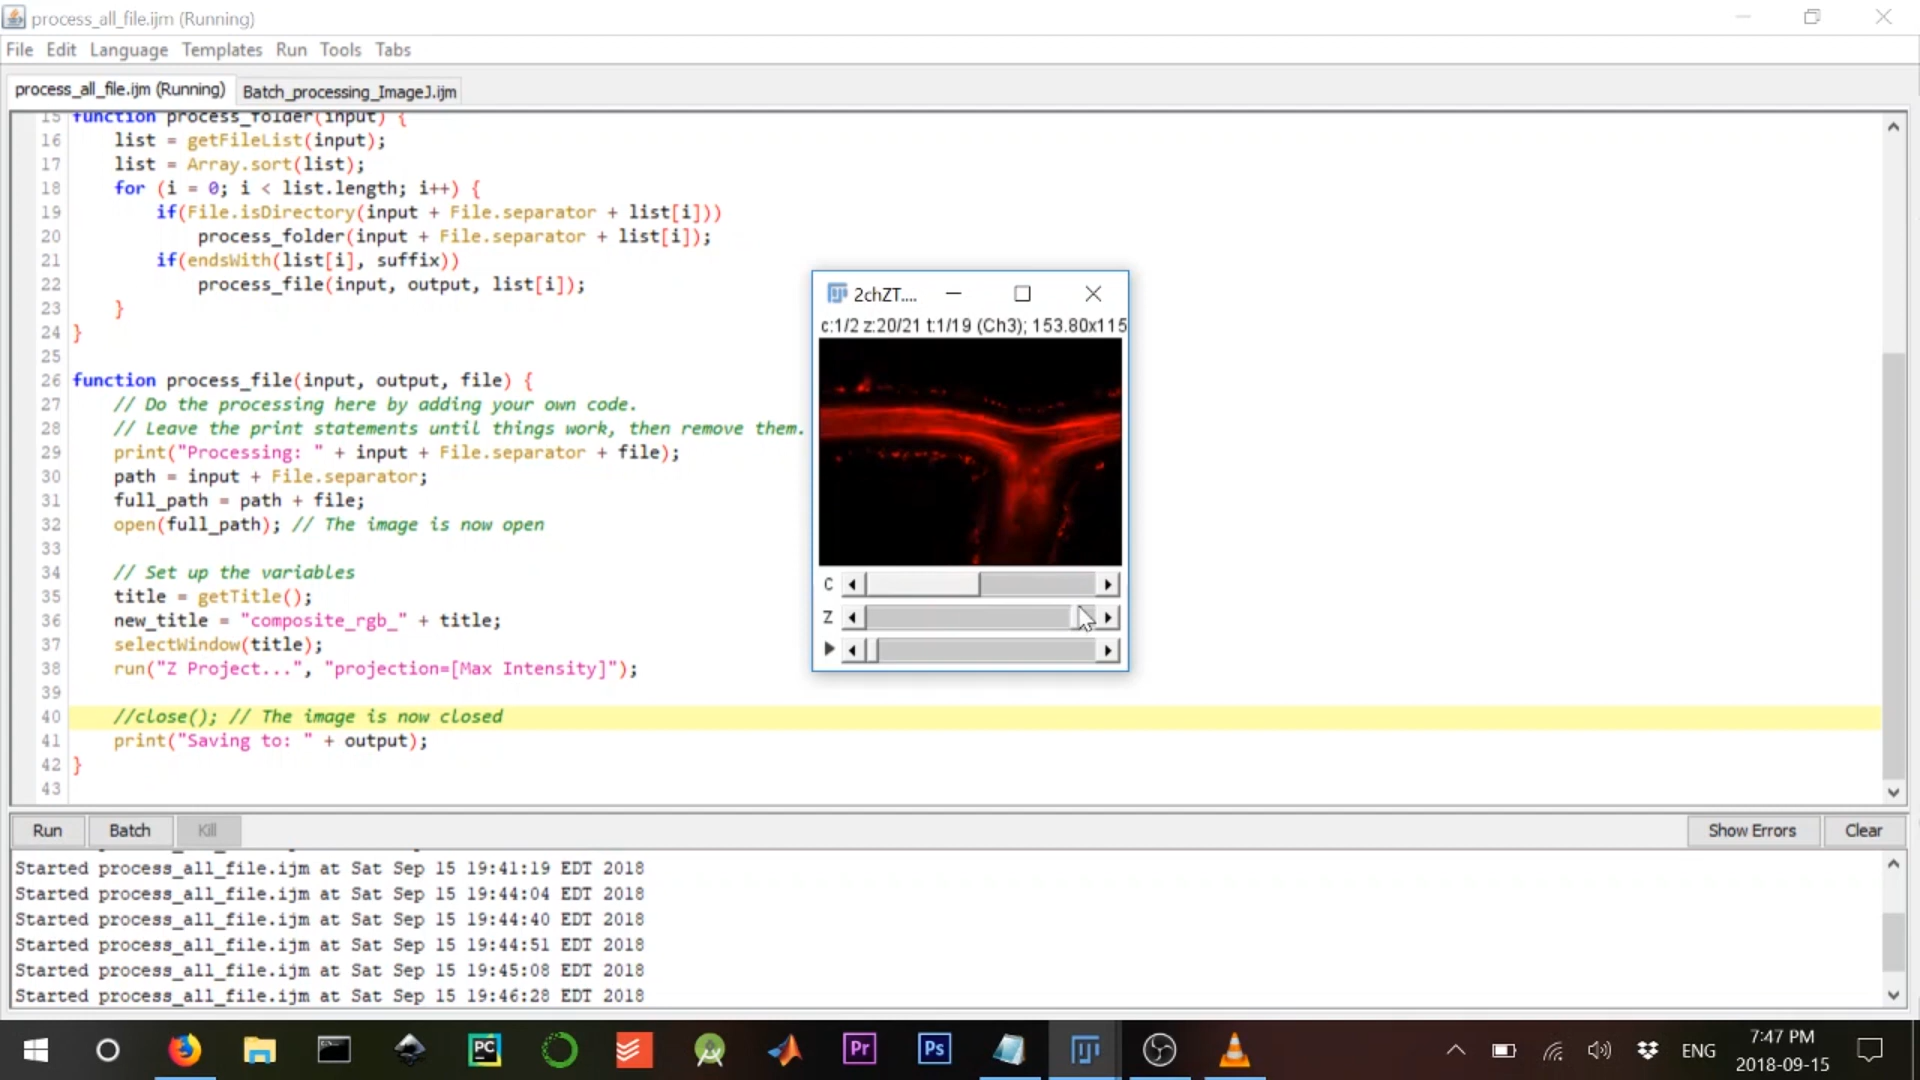 process_all_file.ijm (Running)
File Edit Language Templates Run Tools Tabs
process_all_file.ijm (Running) Batch_processing_ImageJ.ijm
15 function process_folder(input) {
16 list = getFileList(input);
17 list = Array.sort(list);
18 for (i = 0; i < list.length; i++) {
19 if(File.isDirectory(input + File.separator + list[i]))
20 process_folder(input + File.separator + list[i]);
21 if(endsWith(list[i], suffix))
22 process_file(input, output, list[i]);
23 }
24 }
25
26 function process_file(input, output, file) {
27 // Do the processing here by adding your own code.
28 // Leave the print statements until things work, then remove them.
29 print("Processing: " + input + File.separator + file);
30 path = input + File.separator;
31 full_path = path + file;
32 open(full_path); // The image is now open
33
34 // Set up the variables
35 title = getTitle();
36 new_title = "composite_rgb_" + title;
37 selectWindow(title);
38 run("Z Project...", "projection=[Max Intensity]");
39
40 //close(); // The image is now closed
41 print("Saving to: " + output);
42 }
43
2chZT....
c:1/2 z:20/21 t:1/19 (Ch3); 153.80x115
C
Z
Run Batch Kill Show Errors Clear
Started process_all_file.ijm at Sat Sep 15 19:41:19 EDT 2018
Started process_all_file.ijm at Sat Sep 15 19:44:04 EDT 2018
Started process_all_file.ijm at Sat Sep 15 19:44:40 EDT 2018
Started process_all_file.ijm at Sat Sep 15 19:44:51 EDT 2018
Started process_all_file.ijm at Sat Sep 15 19:45:08 EDT 2018
Started process_all_file.ijm at Sat Sep 15 19:46:28 EDT 2018
PC Pr Ps ENG
7:47 PM
2018-09-15